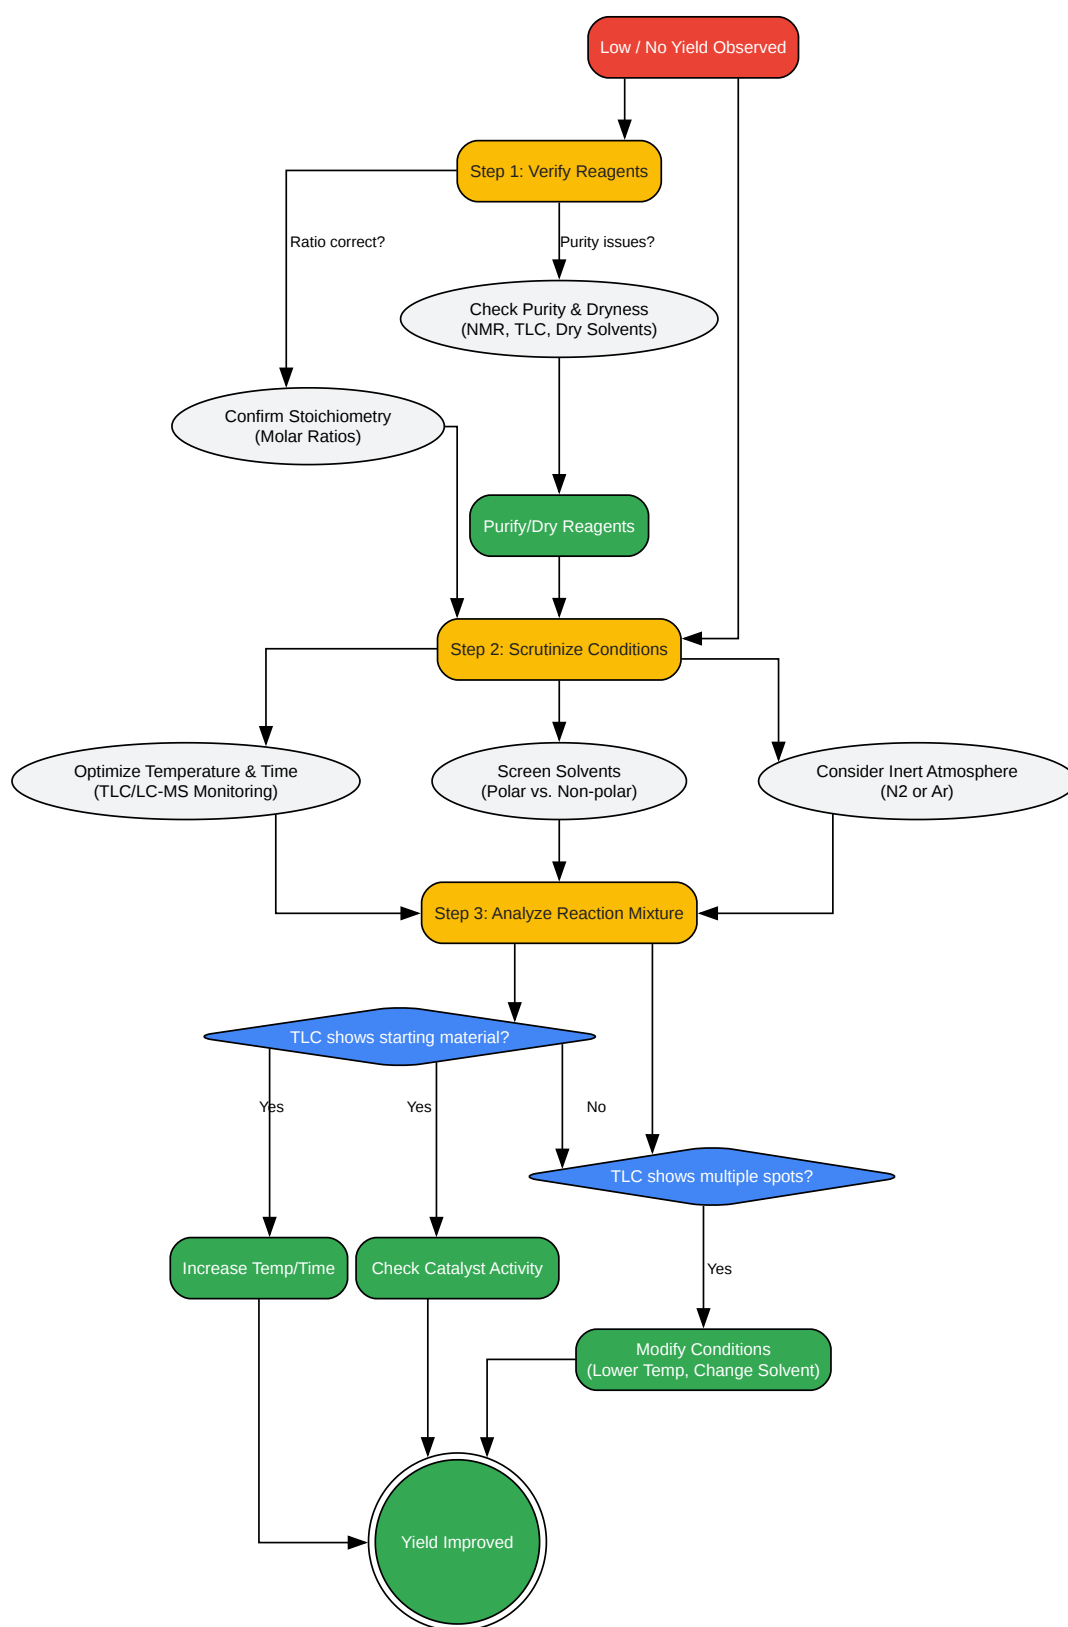 Low / No Yield Observed
Step 1: Verify Reagents
Ratio correct?
Purity issues?
Check Purity & Dryness
(NMR, TLC, Dry Solvents)
Confirm Stoichiometry
(Molar Ratios)
Purify/Dry Reagents
Step 2: Scrutinize Conditions
Optimize Temperature & Time
(TLC/LC-MS Monitoring)
Screen Solvents
(Polar vs. Non-polar)
Consider Inert Atmosphere
(N2 or Ar)
Step 3: Analyze Reaction Mixture
TLC shows starting material?
Yes
Yes
No
TLC shows multiple spots?
Increase Temp/Time
Check Catalyst Activity
Yes
Modify Conditions
(Lower Temp, Change Solvent)
Yield Improved